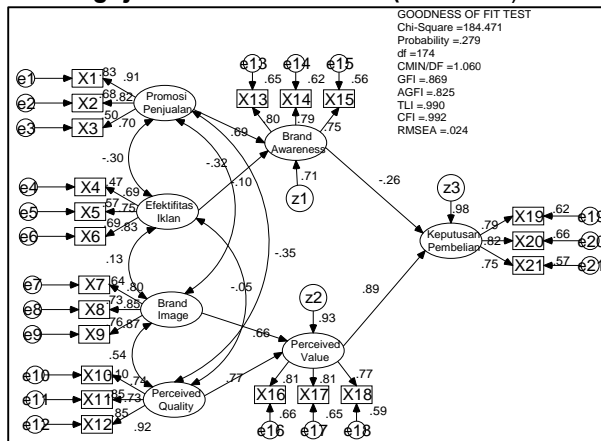 GOODNESS OF FIT TEST
Chi-Square =184.471
Probability =.279
df =174
CMIN/DF =1.060
GFI =.869
AGFI =.825
TLI =.990
CFI =.992
RMSEA =.024
e13 e14 e15
.65 .62 .56
X13 X14 X15
.80 .79 .75
Brand
Awareness
.71
z1
e1 X1 .83 .91
e2 X2 .68 .82
e3 X3 .50 .70
Promosi
Penjualan
.69
-.30
-.32
-.10
-.26
e4 X4 .47 .69
e5 X5 .57 .75
e6 X6 .69 .83
Efektifitas
Iklan
-.35
z3
.98
Keputusan
Pembelian
.79 X19 .62 e19
.82 X20 .66 e20
.75 X21 .57
.13
-.05
.89
e7 X7 .64 .80
e8 X8 .73 .85
e9 X9 .76 .87
Brand
Image
.66
z2
.93
Perceived
Value
.54
.77
e10 X10 .74
e11 X11 .85 .73
e12 X12 .85 .92
Perceived
Quality
.81 .81 .77
X16 X17 X18
.66 .65 .59
e16 e17 e18